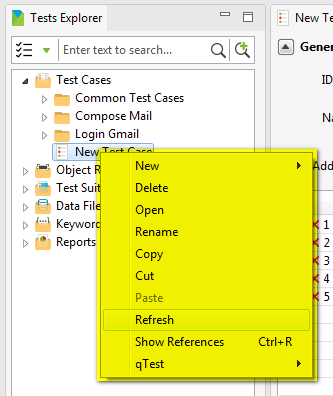 Tests Explorer
New Te
Enter text to search...
Gener
Test Cases
ID
Common Test Cases
Compose Mail
Na
Login Gmail
New Test Case
Object R
New
Add
Test Suit
Delete
Data File
Open
Keyword
Rename
1
Reports
Copy
2
Cut
3
Paste
4
Refresh
5
Show References Ctrl+R
qTest